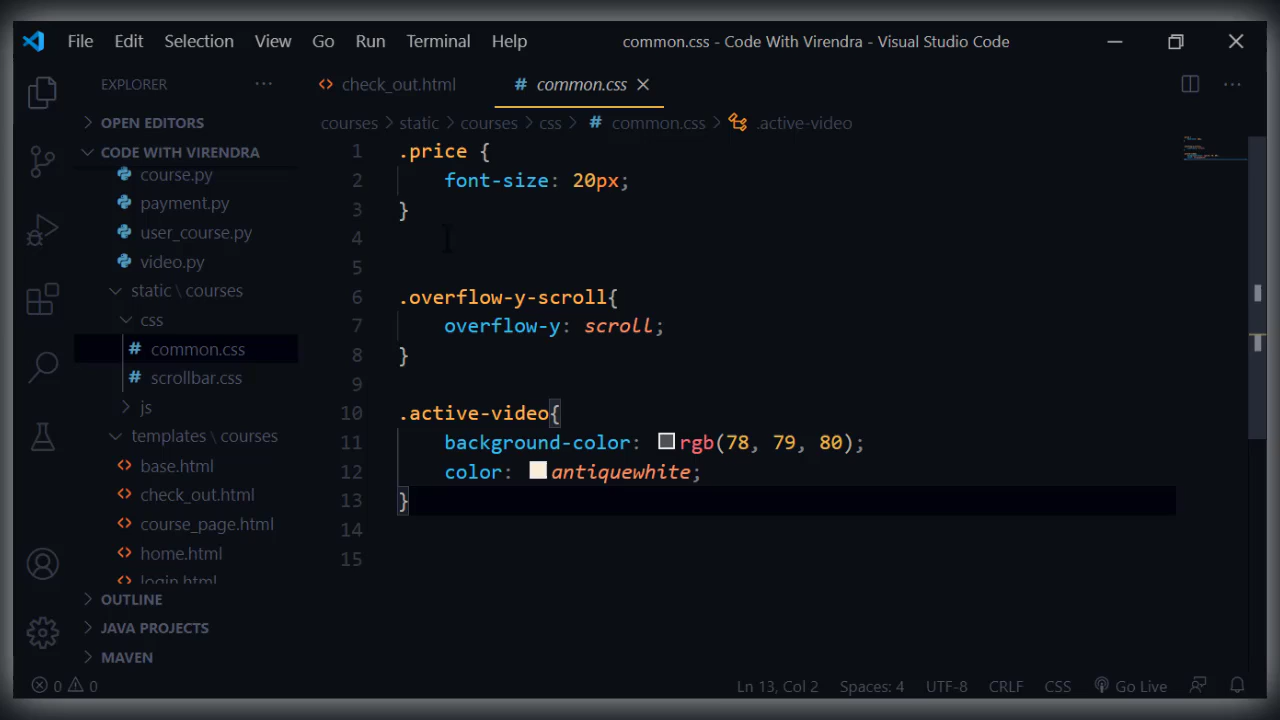 File Edit Selection View Go Run Terminal Help common.css - Code With Virendra - Visual Studio Code
EXPLORER ···
check_out.html
# common.css
OPEN EDITORS
CODE WITH VIRENDRA
course.py
payment.py
user_course.py
video.py
static \ courses
css
# common.css
# scrollbar.css
js
templates \ courses
base.html
check_out.html
course_page.html
home.html
login.html
OUTLINE
JAVA PROJECTS
MAVEN
courses > static > courses > css > # common.css > .active-video
1 .price {
2 font-size: 20px;
3 }
4
5
6 .overflow-y-scroll{
7 overflow-y: scroll;
8 }
9
10 .active-video{
11 background-color: rgb(78, 79, 80);
12 color: antiquewhite;
13 }
14
15
0 0 Ln 13, Col 2 Spaces: 4 UTF-8 CRLF CSS Go Live